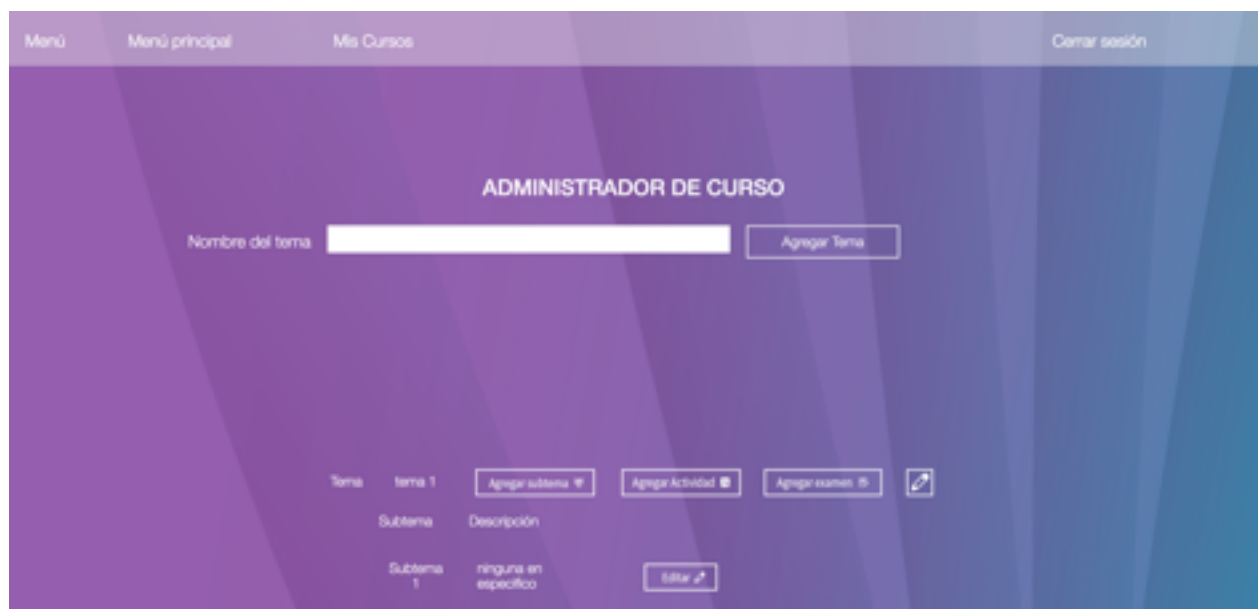 Menú Menú principal Mis Cursos Cerrar sesión
ADMINISTRADOR DE CURSO
Nombre del tema Agregar Tema
Tema tema 1 Agregar subtema Agregar Actividad Agregar examen
Subtema Descripción
Subtema ninguna en Editar
1 especifico